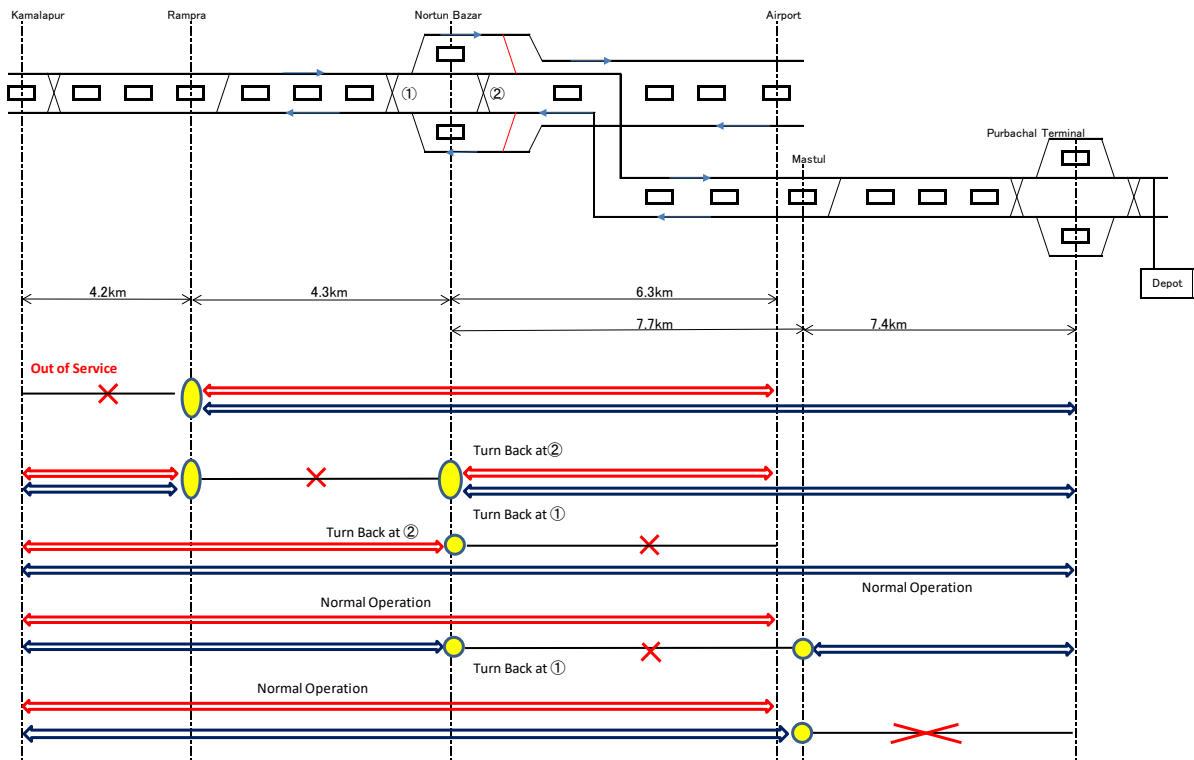 Kamalapur
Rampra
Nortun Bazar
Airport
①
②
Purbachal Terminal
Mastul
Depot
4.2km
4.3km
6.3km
7.7km
7.4km
Out of Service
Turn Back at②
Turn Back at ①
Turn Back at ②
Normal Operation
Normal Operation
Turn Back at ①
Normal Operation